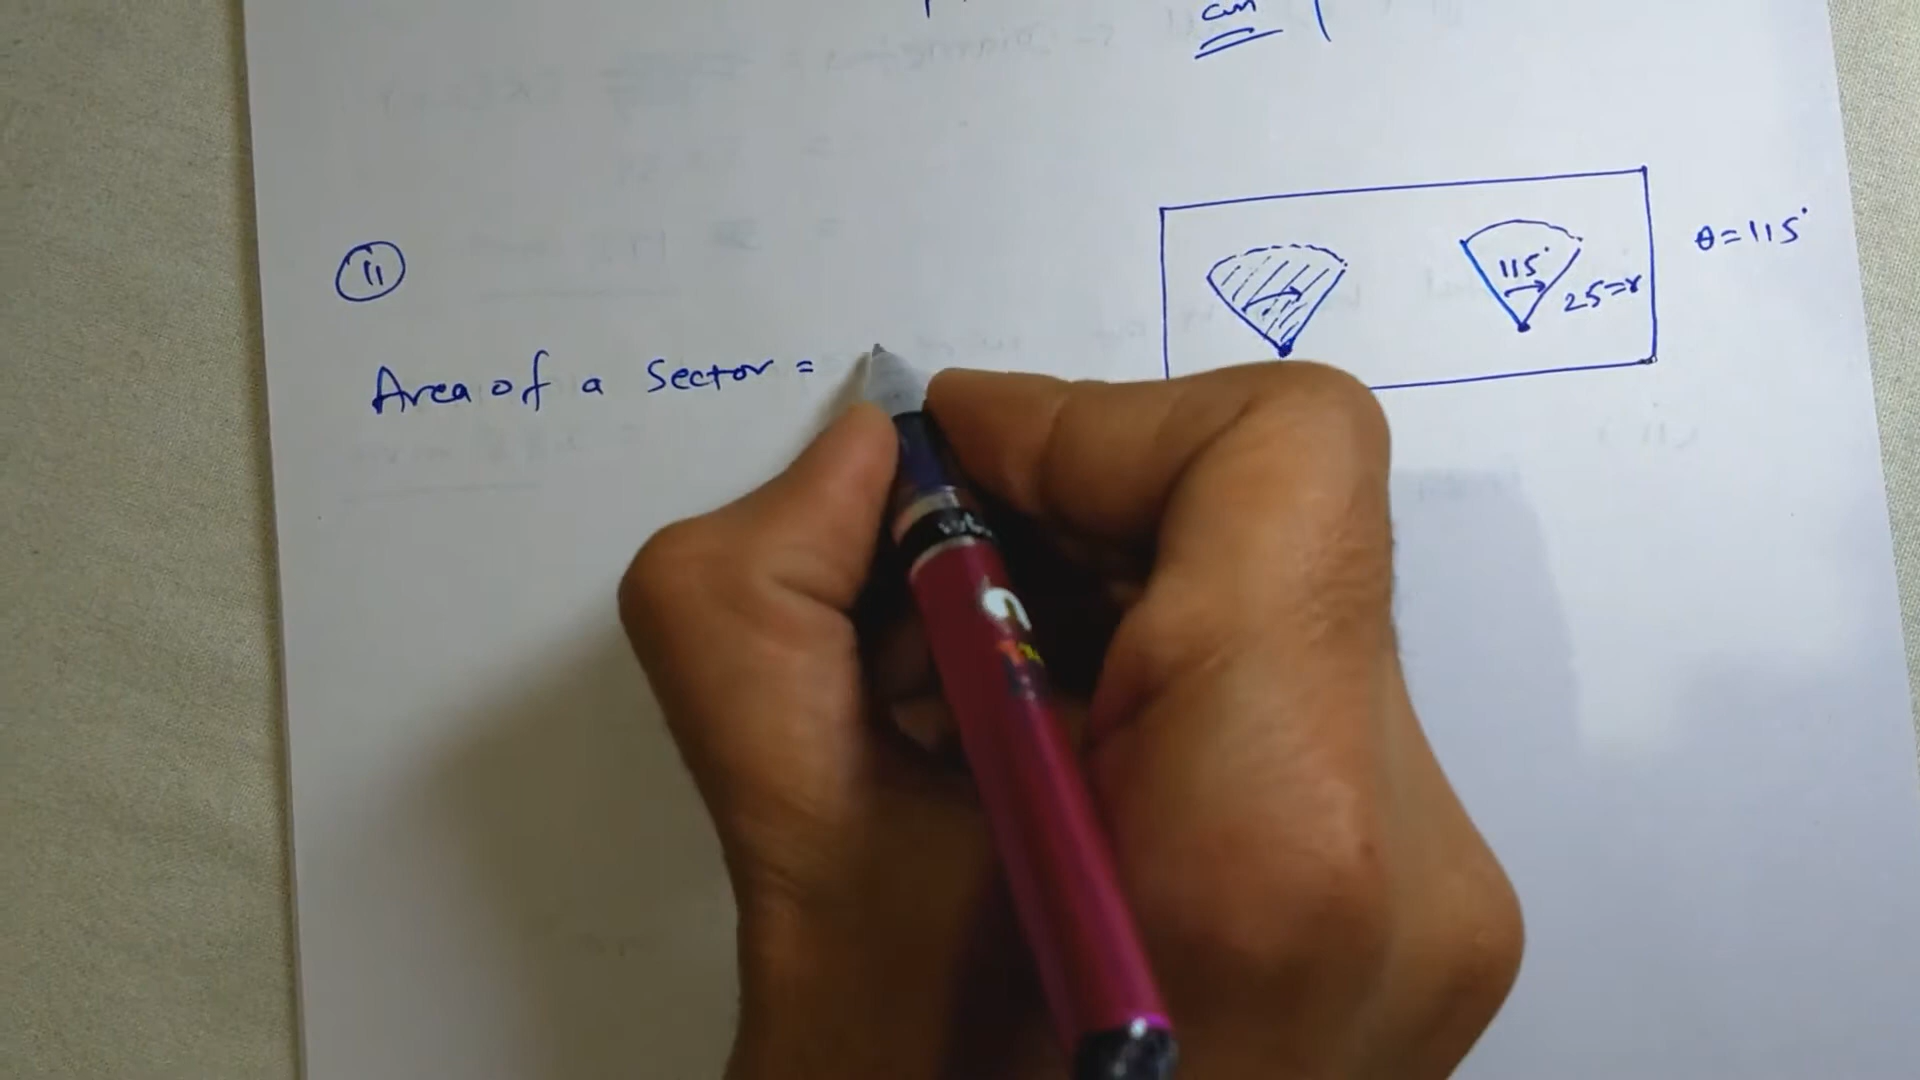 cm
11
θ=115°
115°
25=r
Area of a Sector =